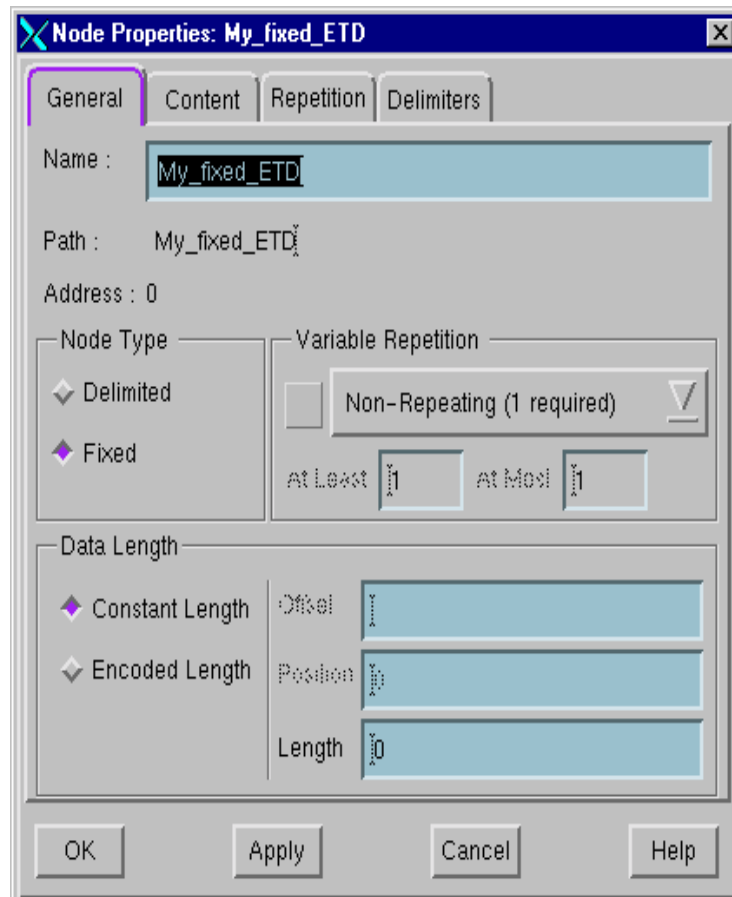 Node Properties: My_fixed_ETD
General Content Repetition Delimiters
Name : My_fixed_ETD
Path : My_fixed_ETD
Address : 0
Node Type
Delimited
Fixed
Variable Repetition
Non-Repeating (1 required)
At Least 1 At Most 1
Data Length
Constant Length
Encoded Length
Offset
Position 0
Length 0
OK Apply Cancel Help